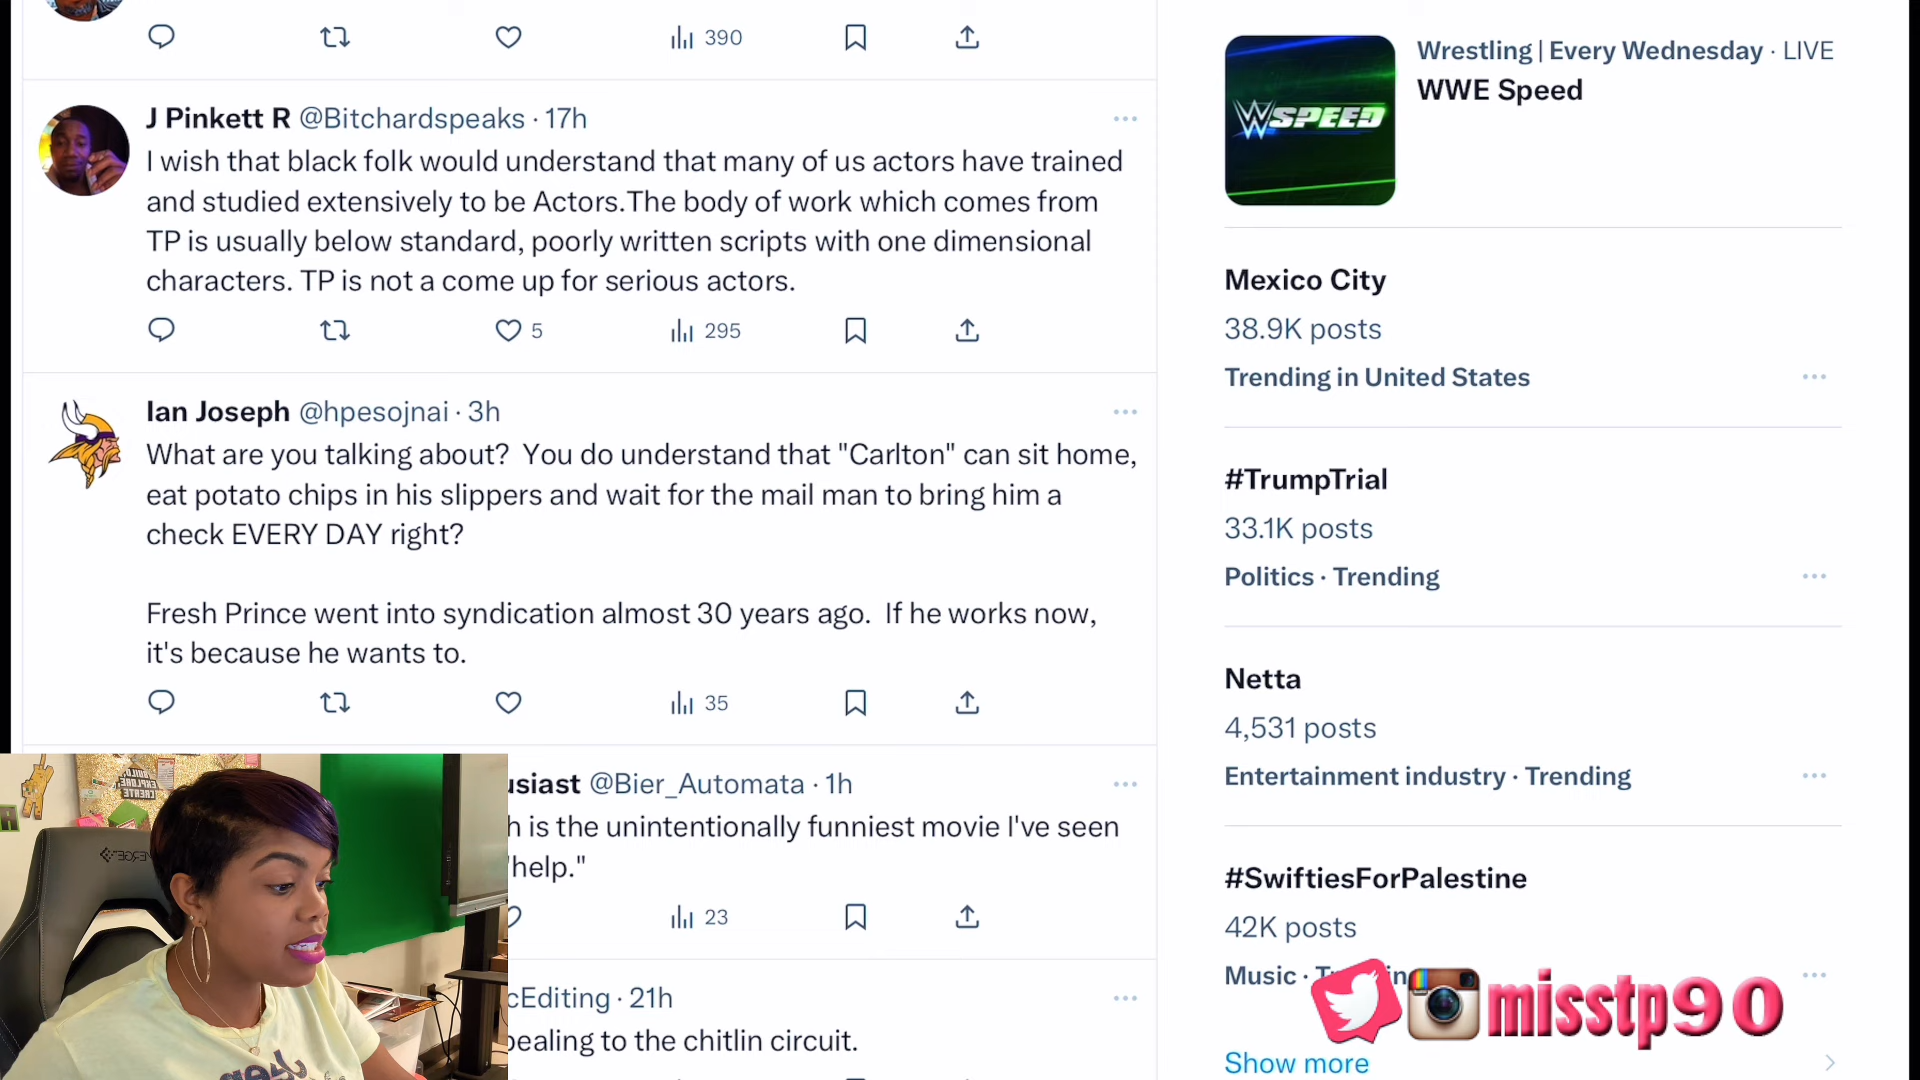 390
J Pinkett R @Bitchardspeaks · 17h
I wish that black folk would understand that many of us actors have trained
and studied extensively to be Actors.The body of work which comes from
TP is usually below standard, poorly written scripts with one dimensional
characters. TP is not a come up for serious actors.
5 295
Ian Joseph @hpesojnai · 3h
What are you talking about?  You do understand that "Carlton" can sit home,
eat potato chips in his slippers and wait for the mail man to bring him a
check EVERY DAY right?
Fresh Prince went into syndication almost 30 years ago.  If he works now,
it's because he wants to.
35
usiast @Bier_Automata · 1h
h is the unintentionally funniest movie I've seen
"help."
23
cEditing · 21h
pealing to the chitlin circuit.
BUILD
EXPLORE
CREATE
W SPEED
Wrestling | Every Wednesday · LIVE
WWE Speed
Mexico City
38.9K posts
Trending in United States
#TrumpTrial
33.1K posts
Politics · Trending
Netta
4,531 posts
Entertainment industry · Trending
#SwiftiesForPalestine
42K posts
Music ·
misstp90
Show more